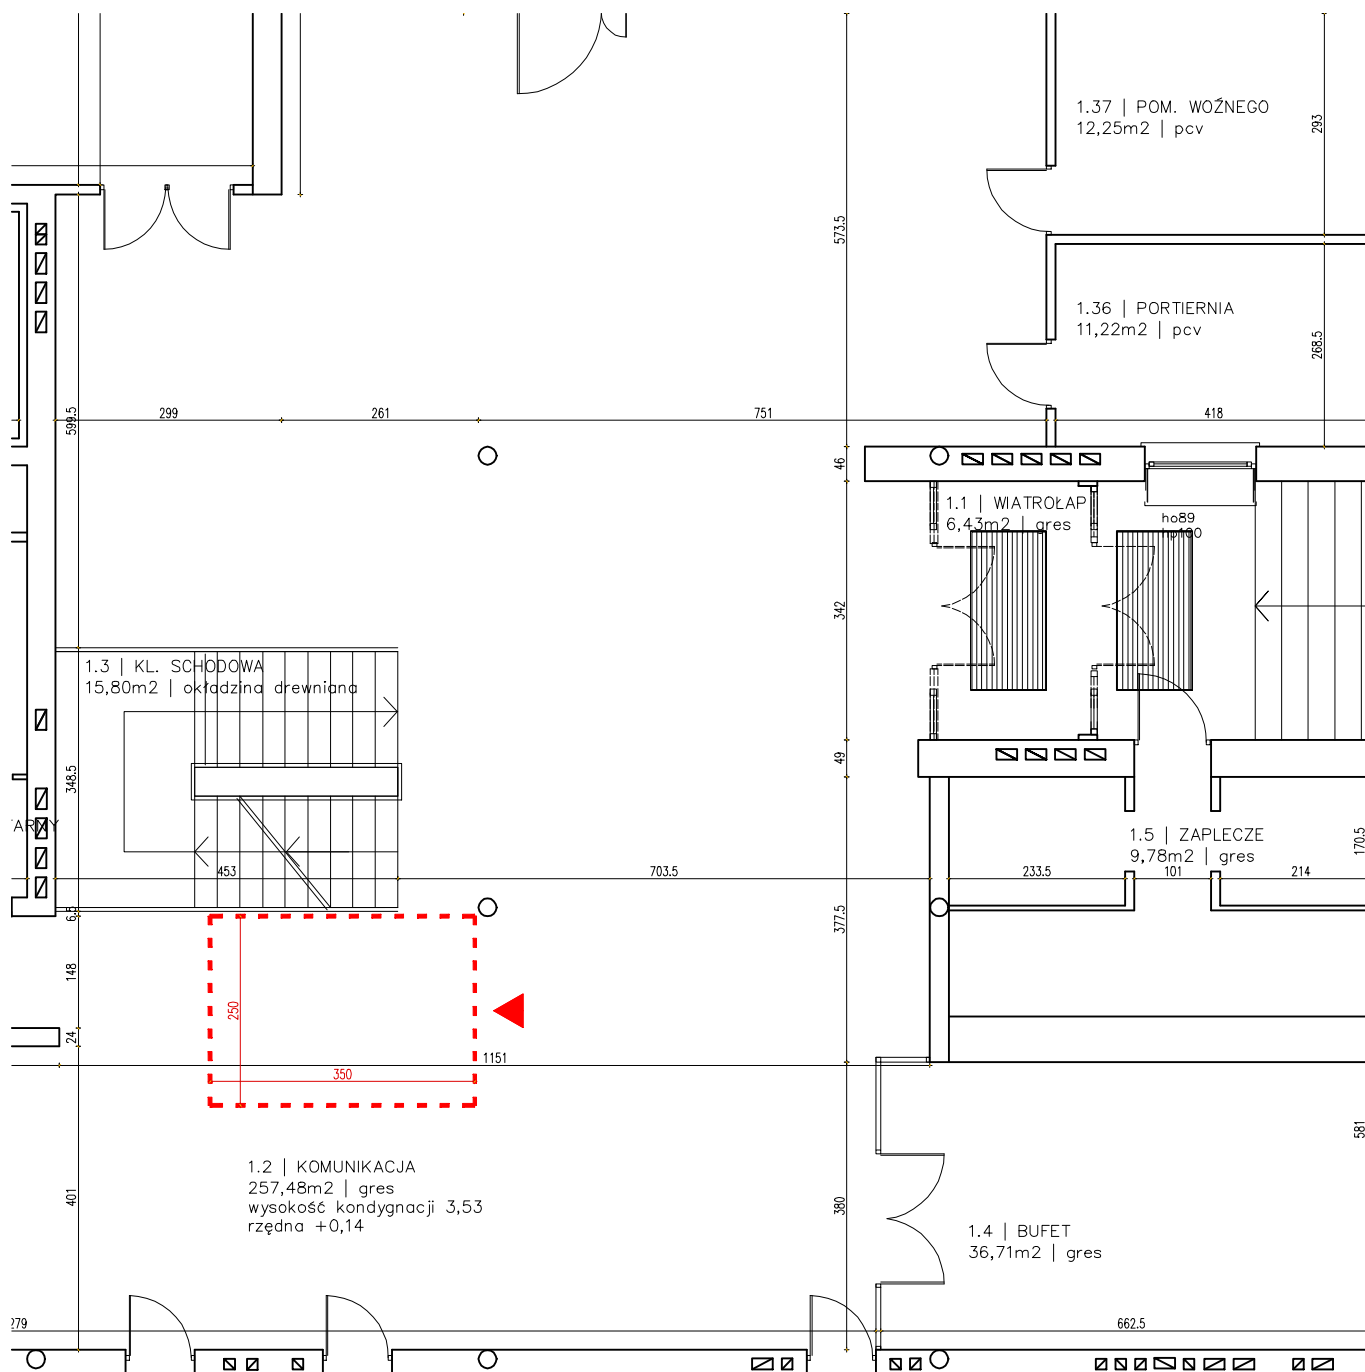 1.37 | POM. WOŹNEGO
12,25m2 | pcv
293
573.5
1.36 | PORTIERNIA
11,22m2 | pcv
268.5
599.5
299
261
751
418
46
1.1 | WIATROŁAP
6,43m2 | gres
ho89
hp100
342
1.3 | KL. SCHODOWA
15,80m2 | okładzina drewniana
348.5
49
1.5 | ZAPLECZE
9,78m2 | gres
170.5
453
703.5
233.5
101
214
6.5
377.5
148
250
24
1151
350
581
1.2 | KOMUNIKACJA
257,48m2 | gres
wysokość kondygnacji 3,53
rzędna +0,14
401
380
1.4 | BUFET
36,71m2 | gres
279
662.5